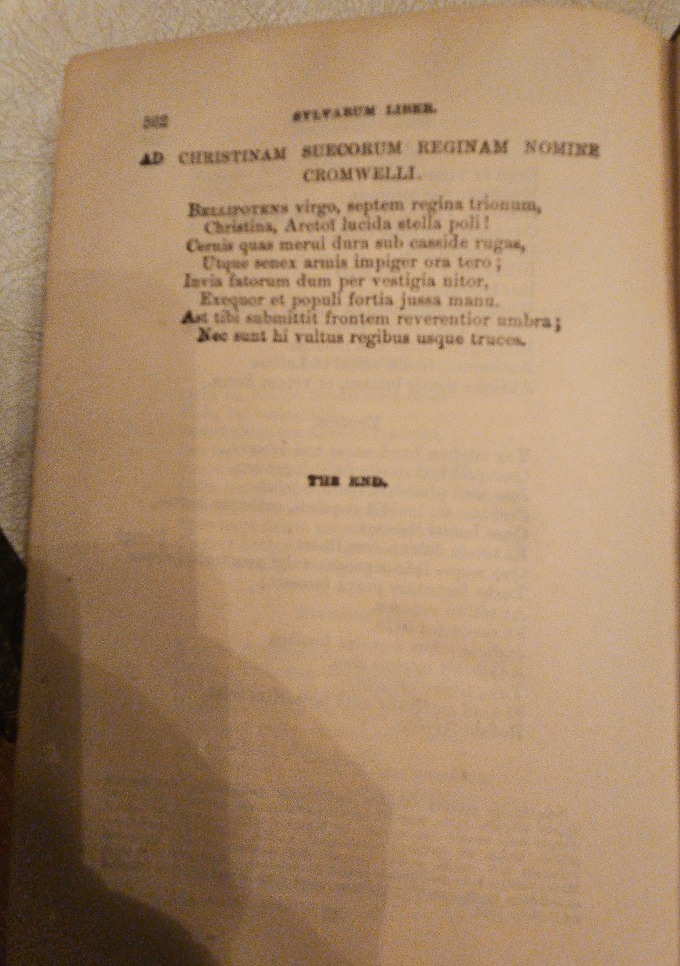 362
SYLVARUM LIBER.
AD CHRISTINAM SUECORUM REGINAM NOMINE
CROMWELLI.
BELLIPOTENS virgo, septem regina trionum,
Christina, Arctoï lucida stella poli!
Cernis quas merui dura sub casside rugas,
Utque senex armis impiger ora tero;
Invia fatorum dum per vestigia nitor,
Exequor et populi fortia jussa manu.
Ast tibi submittit frontem reverentior umbra;
Nec sunt hi vultus regibus usque truces.
THE END.